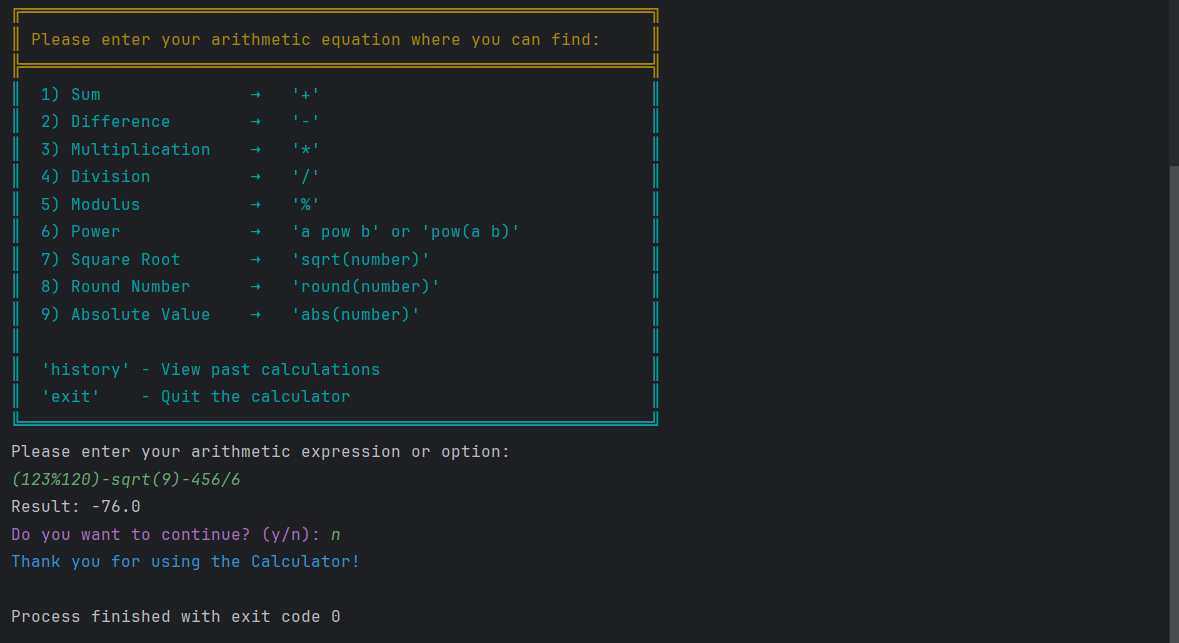 Please enter your arithmetic equation where you can find:
1) Sum → '+'
2) Difference → '-'
3) Multiplication → '*'
4) Division → '/'
5) Modulus → '%'
6) Power → 'a pow b' or 'pow(a b)'
7) Square Root → 'sqrt(number)'
8) Round Number → 'round(number)'
9) Absolute Value → 'abs(number)'
'history' - View past calculations
'exit' - Quit the calculator
Please enter your arithmetic expression or option:
(123%120)-sqrt(9)-456/6
Result: -76.0
Do you want to continue? (y/n): n
Thank you for using the Calculator!
Process finished with exit code 0